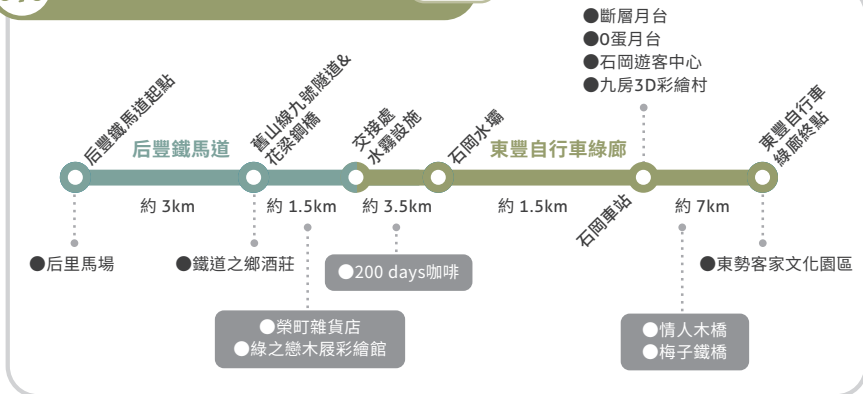 ●斷層月台
●0蛋月台
●石岡遊客中心
●九房3D彩繪村
后豐鐵馬道起點
舊山線九號隧道&
花梁鋼橋
交接處
水霧設施
石岡水壩
東豐自行車
綠廊終點
后豐鐵馬道
東豐自行車綠廊
約 3km
約 1.5km
約 3.5km
約 1.5km
石岡車站
約 7km
●后里馬場
●鐵道之鄉酒莊
●200 days咖啡
●東勢客家文化園區
●榮町雜貨店
●綠之戀木屐彩繪館
●情人木橋
●梅子鐵橋